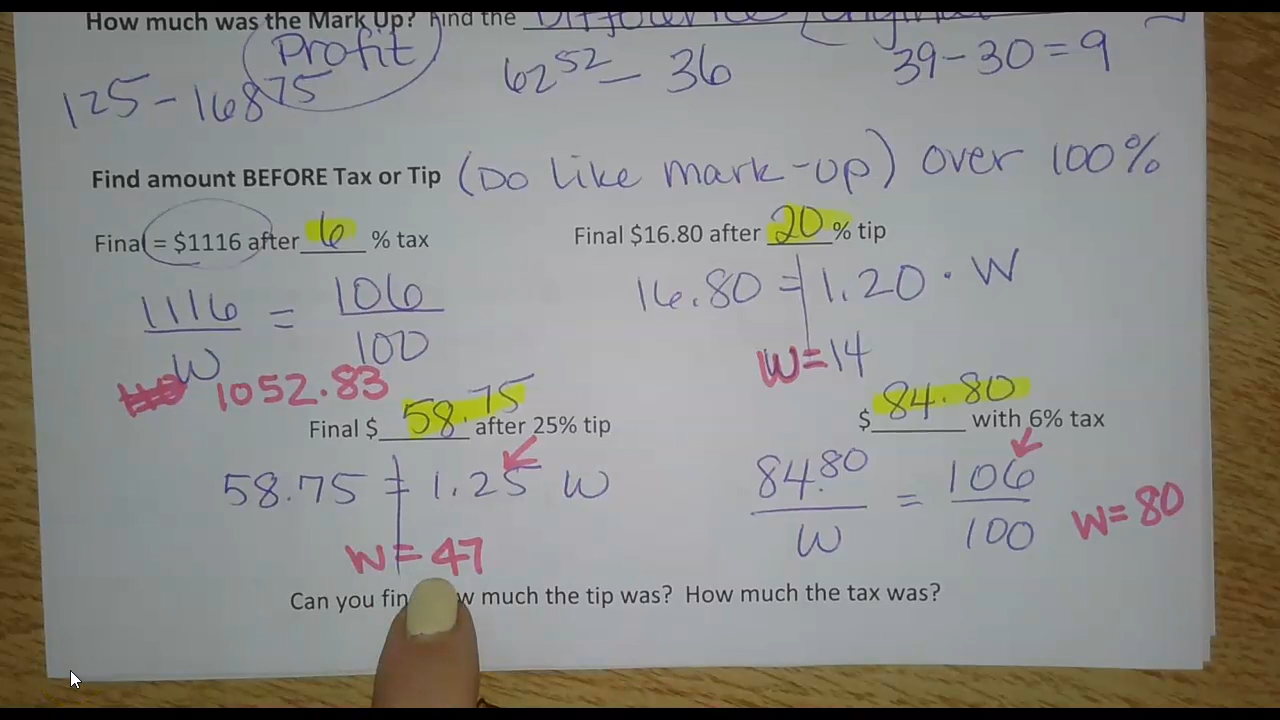 How much was the Mark Up? Find the Difference / Original
Profit
125 - 168⁷⁵
62⁵² - 36
39 - 30 = 9
Find amount BEFORE Tax or Tip (Do like mark-up) over 100%
Final = $1116 after 6 % tax
Final $16.80 after 20 % tip
1116/W = 106/100
16.80 = 1.20 · W
1052.83
W = 14
Final $ 58.75 after 25% tip
$ 84.80 with 6% tax
58.75 = 1.25 W
84.80/W = 106/100
W = 80
W = 47
Can you fin w much the tip was? How much the tax was?